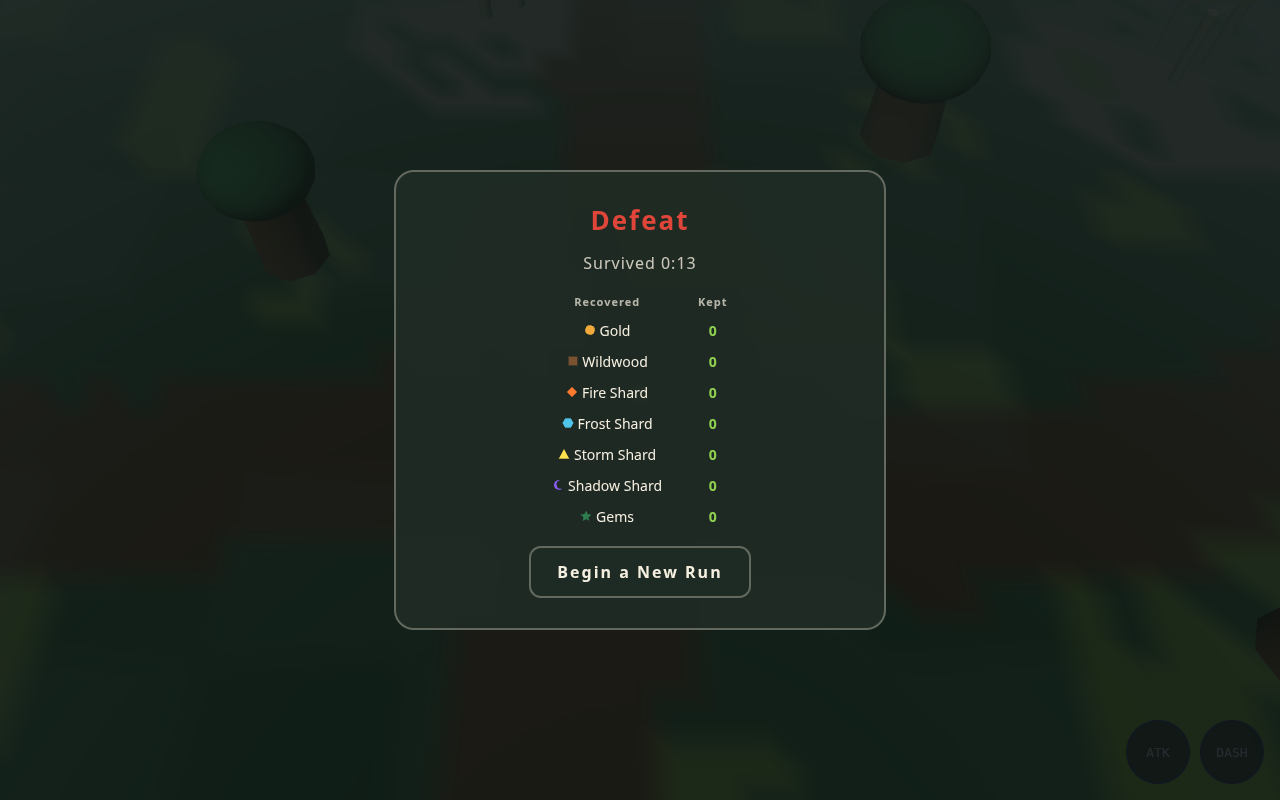 Defeat
Survived 0:13
Recovered Kept
Gold 0
Wildwood 0
Fire Shard 0
Frost Shard 0
Storm Shard 0
Shadow Shard 0
Gems 0
Begin a New Run
ATK DASH